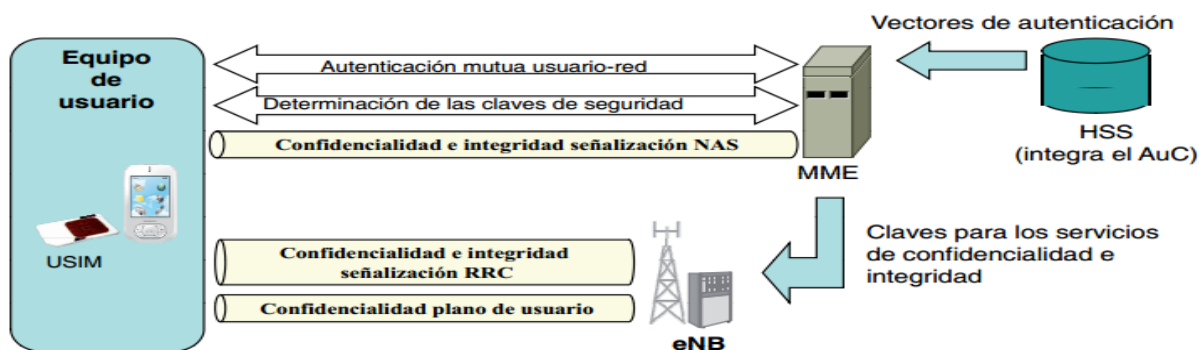 Equipo
de
usuario
USIM
Autenticación mutua usuario-red
Determinación de las claves de seguridad
Confidencialidad e integridad señalización NAS
Confidencialidad e integridad
señalización RRC
Confidencialidad plano de usuario
eNB
MME
Vectores de autenticación
HSS
(integra el AuC)
Claves para los servicios
de confidencialidad e
integridad